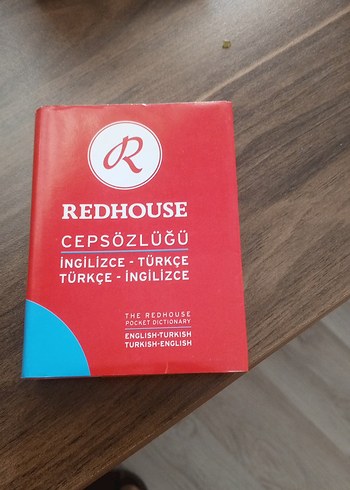 R
REDHOUSE
CEPSÖZLÜĞÜ
İNGİLİZCE - TÜRKÇE
TÜRKÇE - İNGİLİZCE
THE REDHOUSE
POCKET DICTIONARY
ENGLISH-TURKISH
TURKISH-ENGLISH